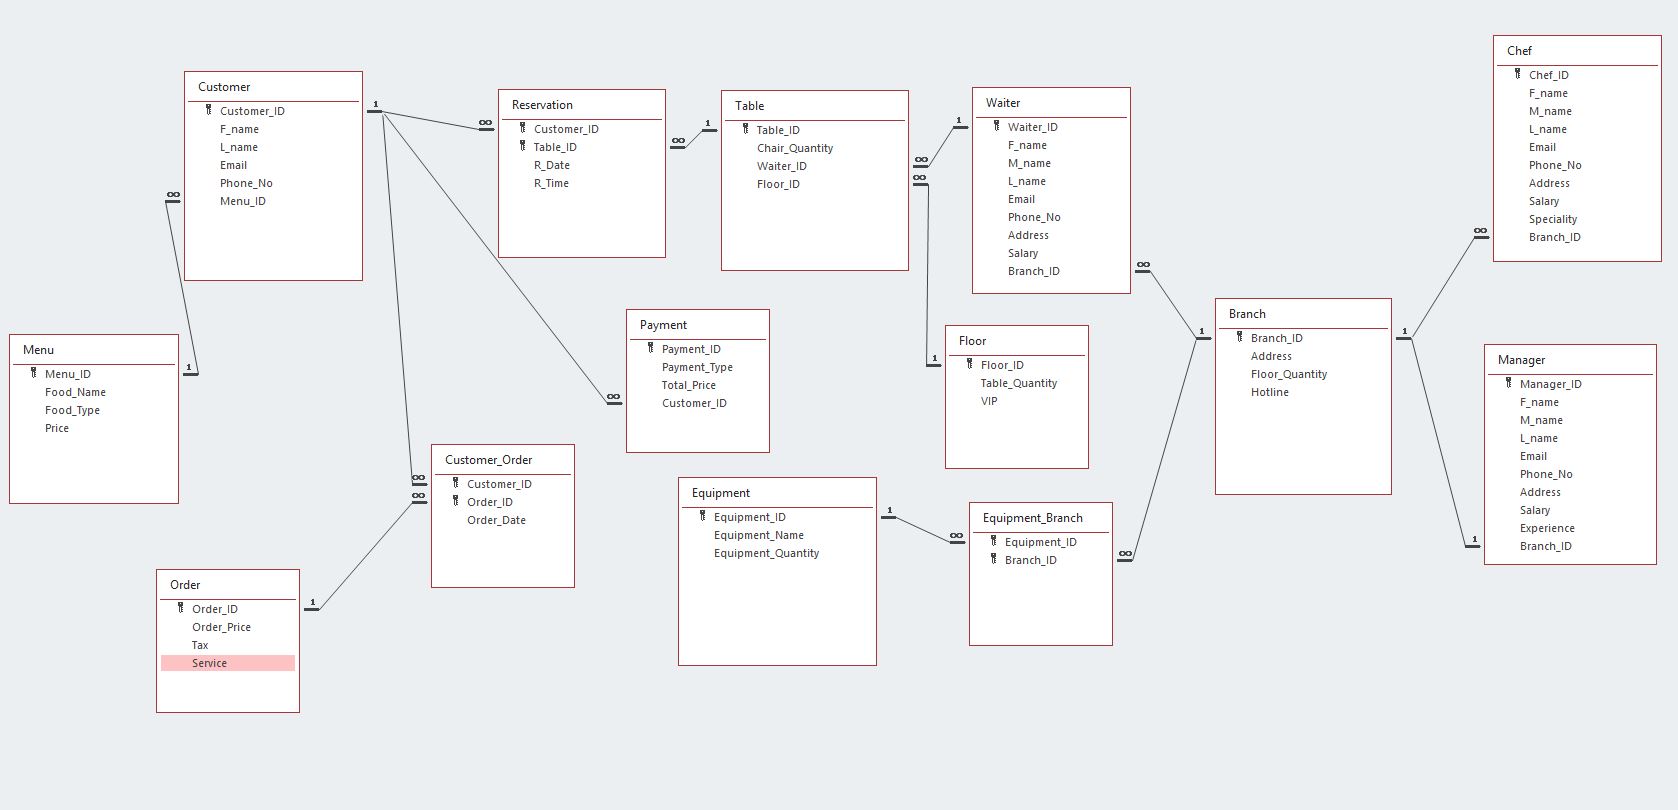 Customer
Customer_ID
F_name
L_name
Email
Phone_No
Menu_ID
Reservation
Customer_ID
Table_ID
R_Date
R_Time
Table
Table_ID
Chair_Quantity
Waiter_ID
Floor_ID
Waiter
Waiter_ID
F_name
M_name
L_name
Email
Phone_No
Address
Salary
Branch_ID
Chef
Chef_ID
F_name
M_name
L_name
Email
Phone_No
Address
Salary
Speciality
Branch_ID
Menu
Menu_ID
Food_Name
Food_Type
Price
Payment
Payment_ID
Payment_Type
Total_Price
Customer_ID
Floor
Floor_ID
Table_Quantity
VIP
Branch
Branch_ID
Address
Floor_Quantity
Hotline
Manager
Manager_ID
F_name
M_name
L_name
Email
Phone_No
Address
Salary
Experience
Branch_ID
Customer_Order
Customer_ID
Order_ID
Order_Date
Equipment
Equipment_ID
Equipment_Name
Equipment_Quantity
Equipment_Branch
Equipment_ID
Branch_ID
Order
Order_ID
Order_Price
Tax
Service
1
∞
∞
1
1
∞
∞
1
∞
1
∞
∞
∞
1
1
∞
∞
1
1
∞
∞
1
1
∞